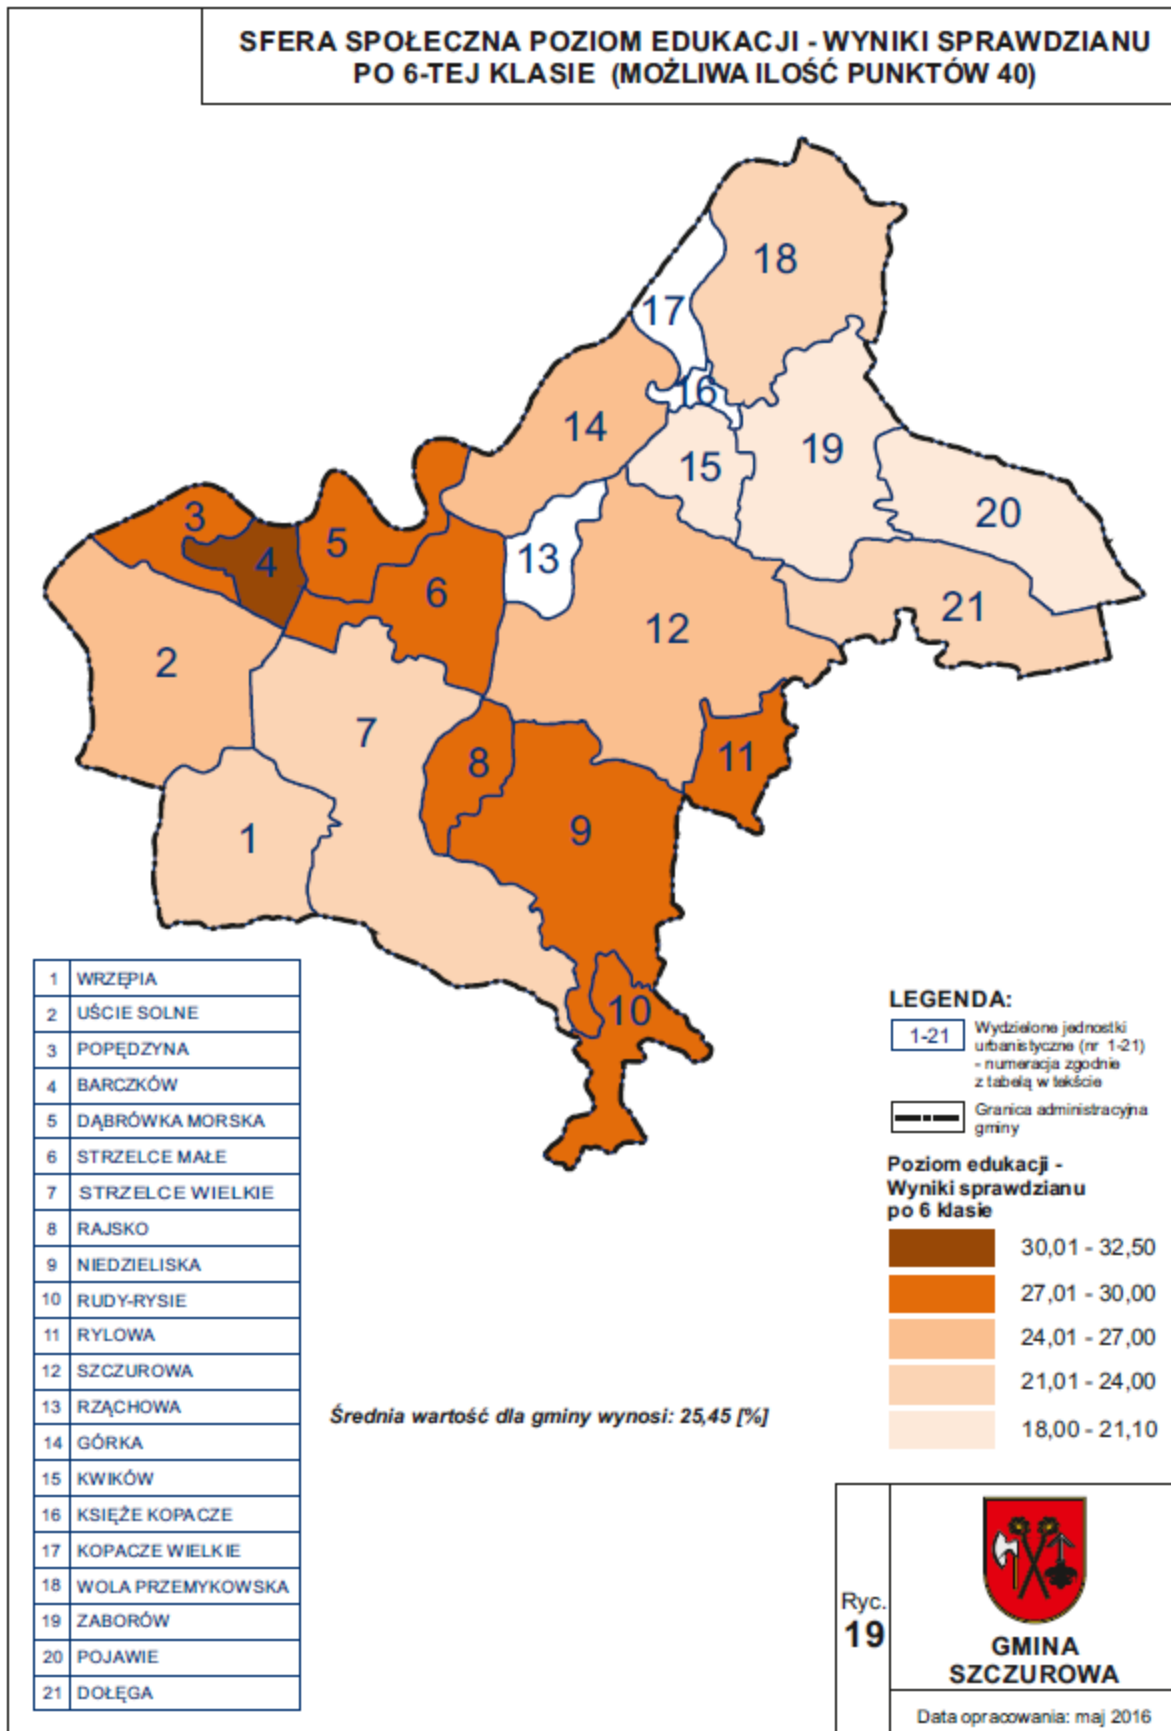 SFERA SPOŁECZNA POZIOM EDUKACJI - WYNIKI SPRAWDZIANU
PO 6-TEJ KLASIE (MOŻLIWA ILOŚĆ PUNKTÓW 40)
18
17
16
14
19
15
20
3
5
4
13
6
21
12
2
7
11
8
9
1
10
1 WRZĘPIA
2 UŚCIE SOLNE
3 POPĘDZYNA
4 BARCZKÓW
5 DĄBRÓWKA MORSKA
6 STRZELCE MAŁE
7 STRZELCE WIELKIE
8 RAJSKO
9 NIEDZIELISKA
10 RUDY-RYSIE
11 RYLOWA
12 SZCZUROWA
13 RZĄCHOWA
14 GÓRKA
15 KWIKÓW
16 KSIĘŻE KOPACZE
17 KOPACZE WIELKIE
18 WOLA PRZEMYKOWSKA
19 ZABORÓW
20 POJAWIE
21 DOŁĘGA
Średnia wartość dla gminy wynosi: 25,45 [%]
LEGENDA:
1-21
Wydzielone jednostki
urbanistyczne (nr 1-21)
- numeracja zgodnie
z tabelą w tekście
Granica administracyjna
gminy
Poziom edukacji -
Wyniki sprawdzianu
po 6 klasie
30,01 - 32,50
27,01 - 30,00
24,01 - 27,00
21,01 - 24,00
18,00 - 21,10
Ryc.
19
GMINA
SZCZUROWA
Data opracowania: maj 2016